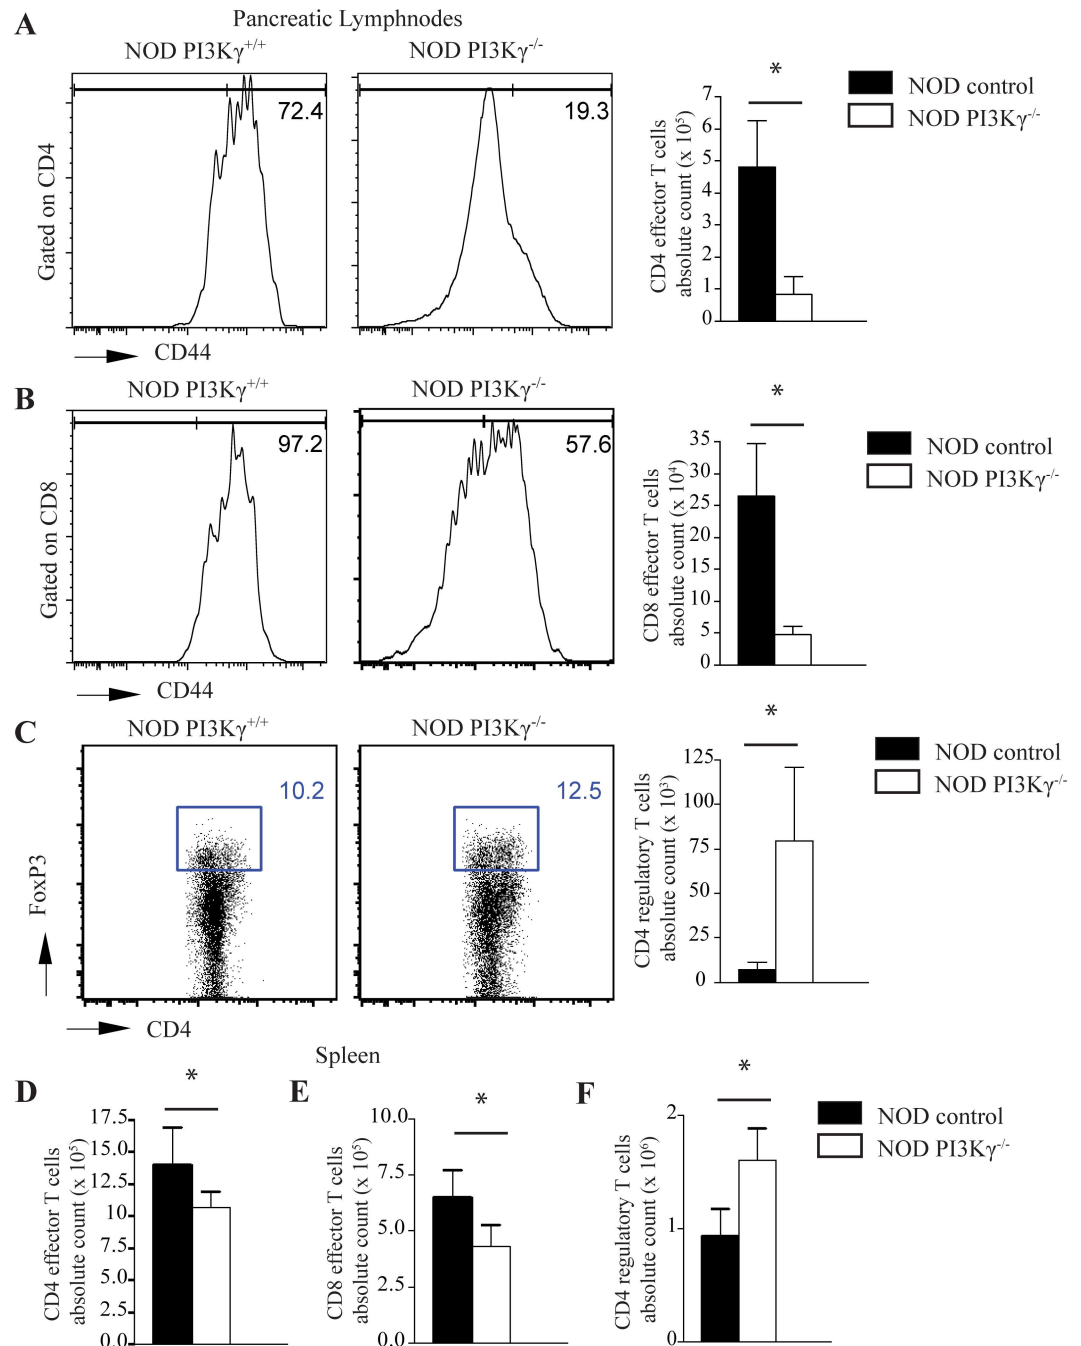 A
Pancreatic Lymphnodes
NOD PI3Kγ+/+
NOD PI3Kγ-/-
72.4
19.3
Gated on CD4
CD44
*
CD4 effector T cells
absolute count (x 10⁵)
7
6
5
4
3
2
1
0
NOD control
NOD PI3Kγ-/-
B
NOD PI3Kγ+/+
NOD PI3Kγ-/-
97.2
57.6
Gated on CD8
CD44
*
CD8 effector T cells
absolute count (x 10⁴)
35
30
25
20
15
10
5
0
NOD control
NOD PI3Kγ-/-
C
NOD PI3Kγ+/+
NOD PI3Kγ-/-
10.2
12.5
FoxP3
CD4
*
CD4 regulatory T cells
absolute count (x 10³)
125
100
75
50
25
0
NOD control
NOD PI3Kγ-/-
Spleen
D
*
CD4 effector T cells
absolute count (x 10⁵)
17.5
15.0
12.5
10
7.5
5.0
2.5
0.0
E
*
CD8 effector T cells
absolute count (x 10⁵)
10.0
7.5
5.0
2.5
0.0
F
*
CD4 regulatory T cells
absolute count (x 10⁶)
2
1
0
NOD control
NOD PI3Kγ-/-